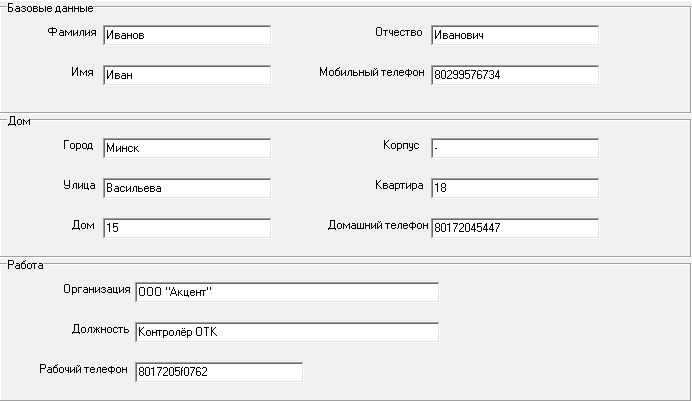 Базовые данные
Фамилия Иванов Отчество Иванович
Имя Иван Мобильный телефон 80299576734
Дом
Город Минск Корпус -
Улица Васильева Квартира 18
Дом 15 Домашний телефон 80172045447
Работа
Организация ООО "Акцент"
Должность Контролёр ОТК
Рабочий телефон 8017205f0762